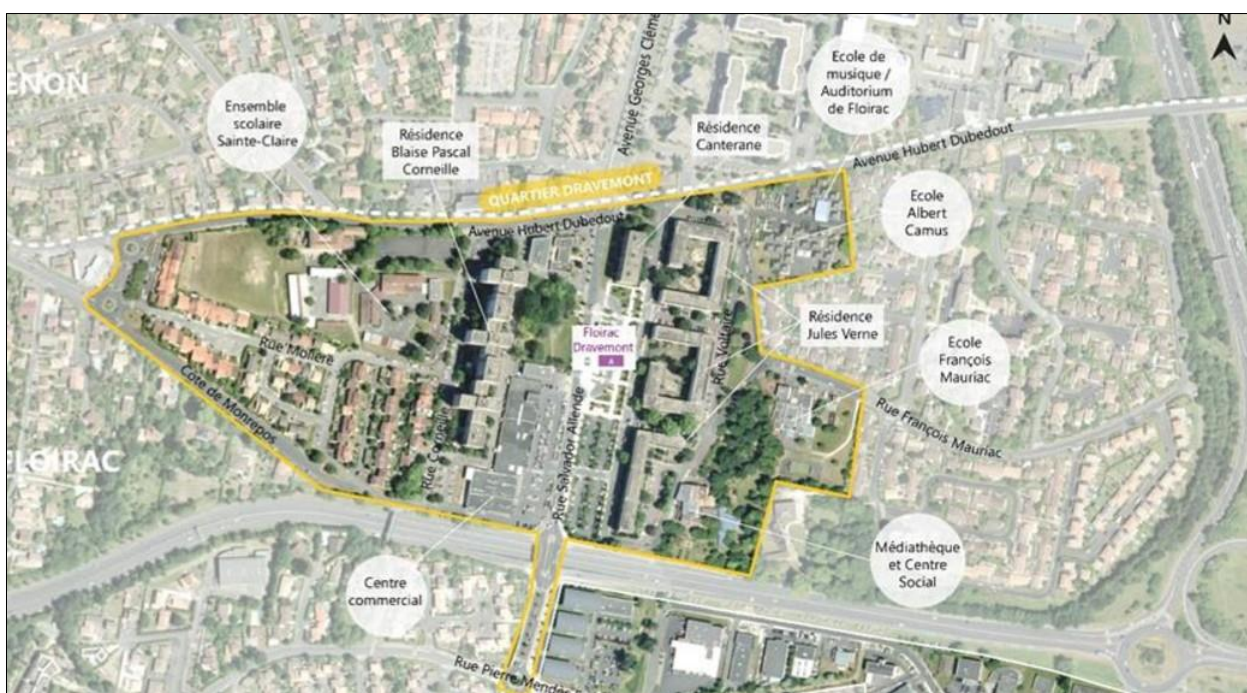 N
ENON
Avenue Georges Cléme
Ecole de
musique /
Auditorium
de Floirac
Ensemble
scolaire
Sainte-Claire
Résidence
Blaise Pascal
Corneille
Résidence
Canterane
Avenue Hubert Dubedout
QUARTIER DRAVEMONT
Avenue Hubert Dubedout
Ecole
Albert
Camus
Résidence
Jules Verne
Floirac
Dravemont
A
Rue Voltaire
Ecole
François
Mauriac
Rue Molière
Côte de Monrepos
Rue Corneille
Rue Salvador Allende
Rue François Mauriac
FLOIRAC
Médiathèque
et Centre
Social
Centre
commercial
Rue Pierre Mendes